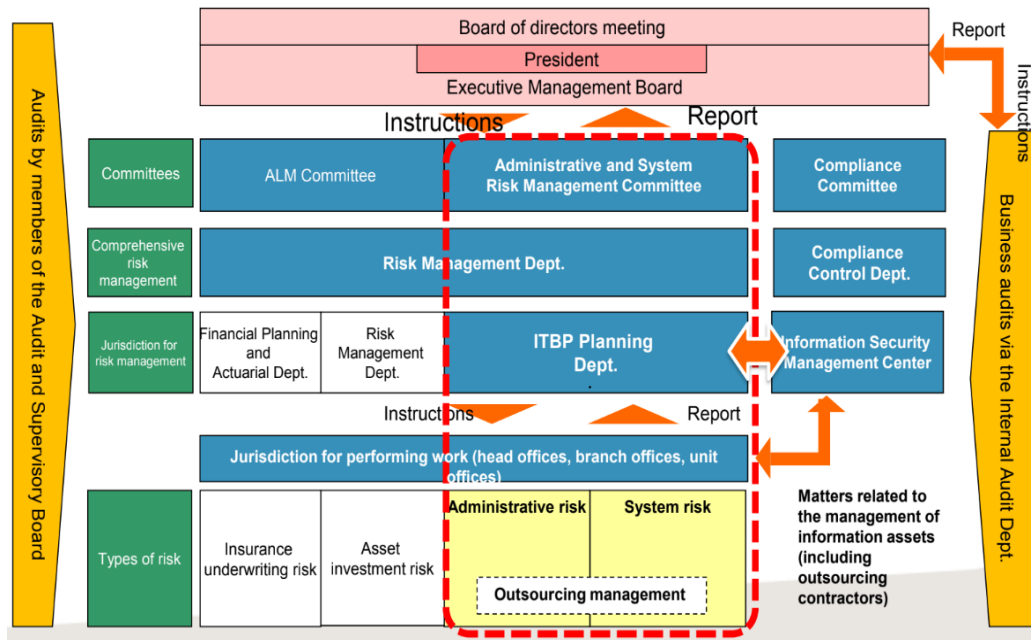 Board of directors meeting
President
Executive Management Board
Report
Instructions
Instructions
Report
Audits by members of the Audit and Supervisory Board
Committees
ALM Committee
Administrative and System
Risk Management Committee
Compliance
Committee
Comprehensive
risk
management
Risk Management Dept.
Compliance
Control Dept.
Jurisdiction for
risk management
Financial Planning
and
Actuarial Dept.
Risk
Management
Dept.
ITBP Planning
Dept.
.
Information Security
Management Center
Instructions
Report
Jurisdiction for performing work (head offices, branch offices, unit
offices)
Types of risk
Insurance
underwriting risk
Asset
investment risk
Administrative risk
System risk
Outsourcing management
Matters related to
the management of
information assets
(including
outsourcing
contractors)
Business audits via the Internal Audit Dept.